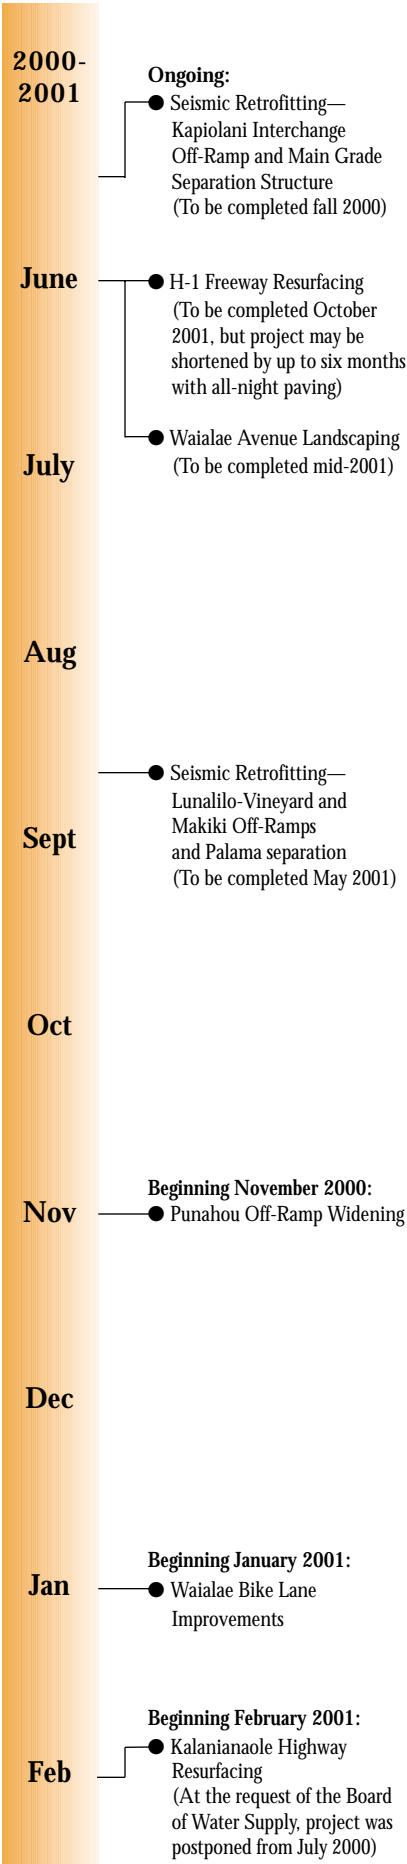 2000-
2001
Ongoing:
● Seismic Retrofitting—
Kapiolani Interchange
Off-Ramp and Main Grade
Separation Structure
(To be completed fall 2000)
June
● H-1 Freeway Resurfacing
(To be completed October
2001, but project may be
shortened by up to six months
with all-night paving)
● Waialae Avenue Landscaping
(To be completed mid-2001)
July
Aug
● Seismic Retrofitting—
Lunalilo-Vineyard and
Makiki Off-Ramps
and Palama separation
(To be completed May 2001)
Sept
Oct
Beginning November 2000:
Nov
● Punahou Off-Ramp Widening
Dec
Beginning January 2001:
Jan
● Waialae Bike Lane
Improvements
Beginning February 2001:
● Kalanianaole Highway
Resurfacing
Feb
(At the request of the Board
of Water Supply, project was
postponed from July 2000)